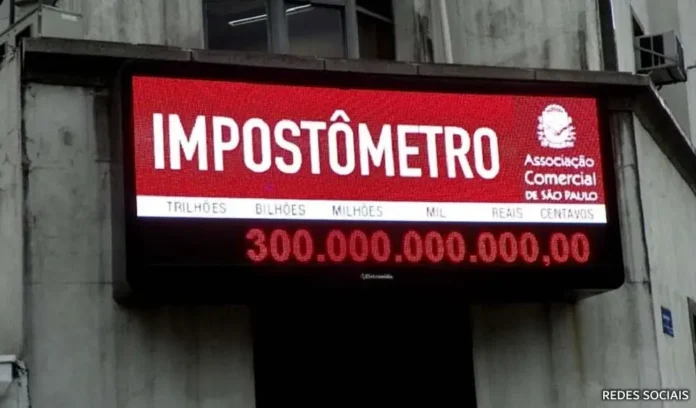 IMPOSTÔMETRO
Associação
Comercial
DE SÃO PAULO
TRILHÕES BILHÕES MILHÕES MIL REAIS CENTAVOS
300.000.000.000,00
REDES SOCIAIS